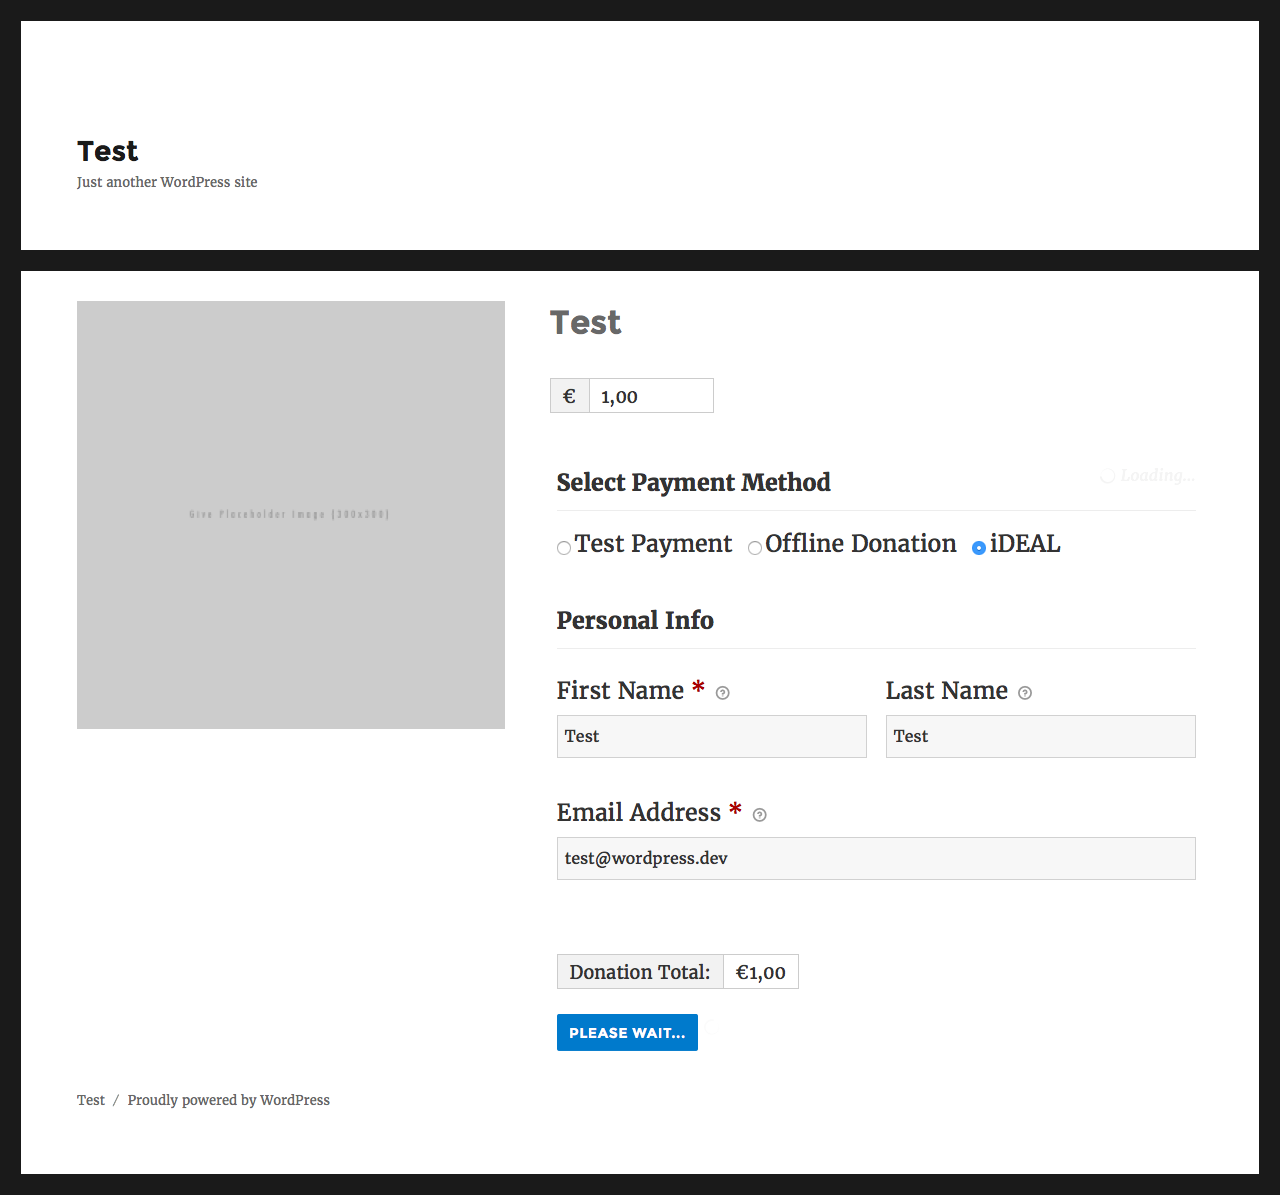 Test
Just another WordPress site
Give Placeholder Image (300x300)
Test
€ 1,00
Select Payment Method
Loading...
Test Payment Offline Donation iDEAL
Personal Info
First Name * Last Name
Test Test
Email Address *
test@wordpress.dev
Donation Total: €1,00
PLEASE WAIT...
Test / Proudly powered by WordPress